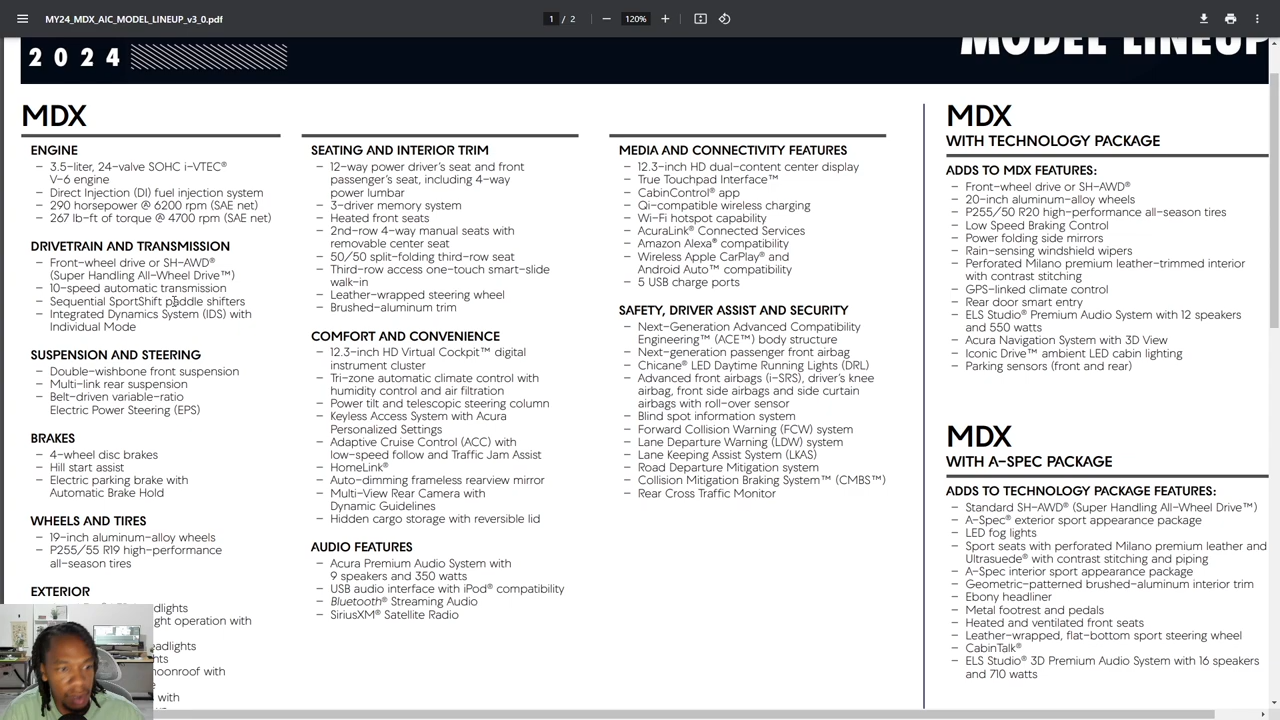 MY24_MDX_AIC_MODEL_LINEUP_v3_0.pdf
1 / 2
120%
2024
MODEL LINEUP
MDX
ENGINE
– 3.5-liter, 24-valve SOHC i-VTEC®
V-6 engine
– Direct Injection (DI) fuel injection system
– 290 horsepower @ 6200 rpm (SAE net)
– 267 lb-ft of torque @ 4700 rpm (SAE net)
DRIVETRAIN AND TRANSMISSION
– Front-wheel drive or SH-AWD®
(Super Handling All-Wheel Drive™)
– 10-speed automatic transmission
– Sequential SportShift paddle shifters
– Integrated Dynamics System (IDS) with
Individual Mode
SUSPENSION AND STEERING
– Double-wishbone front suspension
– Multi-link rear suspension
– Belt-driven variable-ratio
Electric Power Steering (EPS)
BRAKES
– 4-wheel disc brakes
– Hill start assist
– Electric parking brake with
Automatic Brake Hold
WHEELS AND TIRES
– 19-inch aluminum-alloy wheels
– P255/55 R19 high-performance
all-season tires
EXTERIOR
with
SEATING AND INTERIOR TRIM
– 12-way power driver's seat and front
passenger's seat, including 4-way
power lumbar
– 3-driver memory system
– Heated front seats
– 2nd-row 4-way manual seats with
removable center seat
– 50/50 split-folding third-row seat
– Third-row access one-touch smart-slide
walk-in
– Leather-wrapped steering wheel
– Brushed-aluminum trim
COMFORT AND CONVENIENCE
– 12.3-inch HD Virtual Cockpit™ digital
instrument cluster
– Tri-zone automatic climate control with
humidity control and air filtration
– Power tilt and telescopic steering column
– Keyless Access System with Acura
Personalized Settings
– Adaptive Cruise Control (ACC) with
low-speed follow and Traffic Jam Assist
– HomeLink®
– Auto-dimming frameless rearview mirror
– Multi-View Rear Camera with
Dynamic Guidelines
– Hidden cargo storage with reversible lid
AUDIO FEATURES
– Acura Premium Audio System with
9 speakers and 350 watts
– USB audio interface with iPod® compatibility
– Bluetooth® Streaming Audio
– SiriusXM® Satellite Radio
MEDIA AND CONNECTIVITY FEATURES
– 12.3-inch HD dual-content center display
– True Touchpad Interface™
– CabinControl® app
– Qi-compatible wireless charging
– Wi-Fi hotspot capability
– AcuraLink® Connected Services
– Amazon Alexa® compatibility
– Wireless Apple CarPlay® and
Android Auto™ compatibility
– 5 USB charge ports
SAFETY, DRIVER ASSIST AND SECURITY
– Next-Generation Advanced Compatibility
Engineering™ (ACE™) body structure
– Next-generation passenger front airbag
– Chicane® LED Daytime Running Lights (DRL)
– Advanced front airbags (i-SRS), driver's knee
airbag, front side airbags and side curtain
airbags with roll-over sensor
– Blind spot information system
– Forward Collision Warning (FCW) system
– Lane Departure Warning (LDW) system
– Lane Keeping Assist System (LKAS)
– Road Departure Mitigation system
– Collision Mitigation Braking System™ (CMBS™)
– Rear Cross Traffic Monitor
MDX
WITH TECHNOLOGY PACKAGE
ADDS TO MDX FEATURES:
– Front-wheel drive or SH-AWD®
– 20-inch aluminum-alloy wheels
– P255/50 R20 high-performance all-season tires
– Low Speed Braking Control
– Power folding side mirrors
– Rain-sensing windshield wipers
– Perforated Milano premium leather-trimmed interior
with contrast stitching
– GPS-linked climate control
– Rear door smart entry
– ELS Studio® Premium Audio System with 12 speakers
and 550 watts
– Acura Navigation System with 3D View
– Iconic Drive™ ambient LED cabin lighting
– Parking sensors (front and rear)
MDX
WITH A-SPEC PACKAGE
ADDS TO TECHNOLOGY PACKAGE FEATURES:
– Standard SH-AWD® (Super Handling All-Wheel Drive™)
– A-Spec® exterior sport appearance package
– LED fog lights
– Sport seats with perforated Milano premium leather and
Ultrasuede® with contrast stitching and piping
– A-Spec interior sport appearance package
– Geometric-patterned brushed-aluminum interior trim
– Ebony headliner
– Metal footrest and pedals
– Heated and ventilated front seats
– Leather-wrapped, flat-bottom sport steering wheel
– CabinTalk®
– ELS Studio® 3D Premium Audio System with 16 speakers
and 710 watts